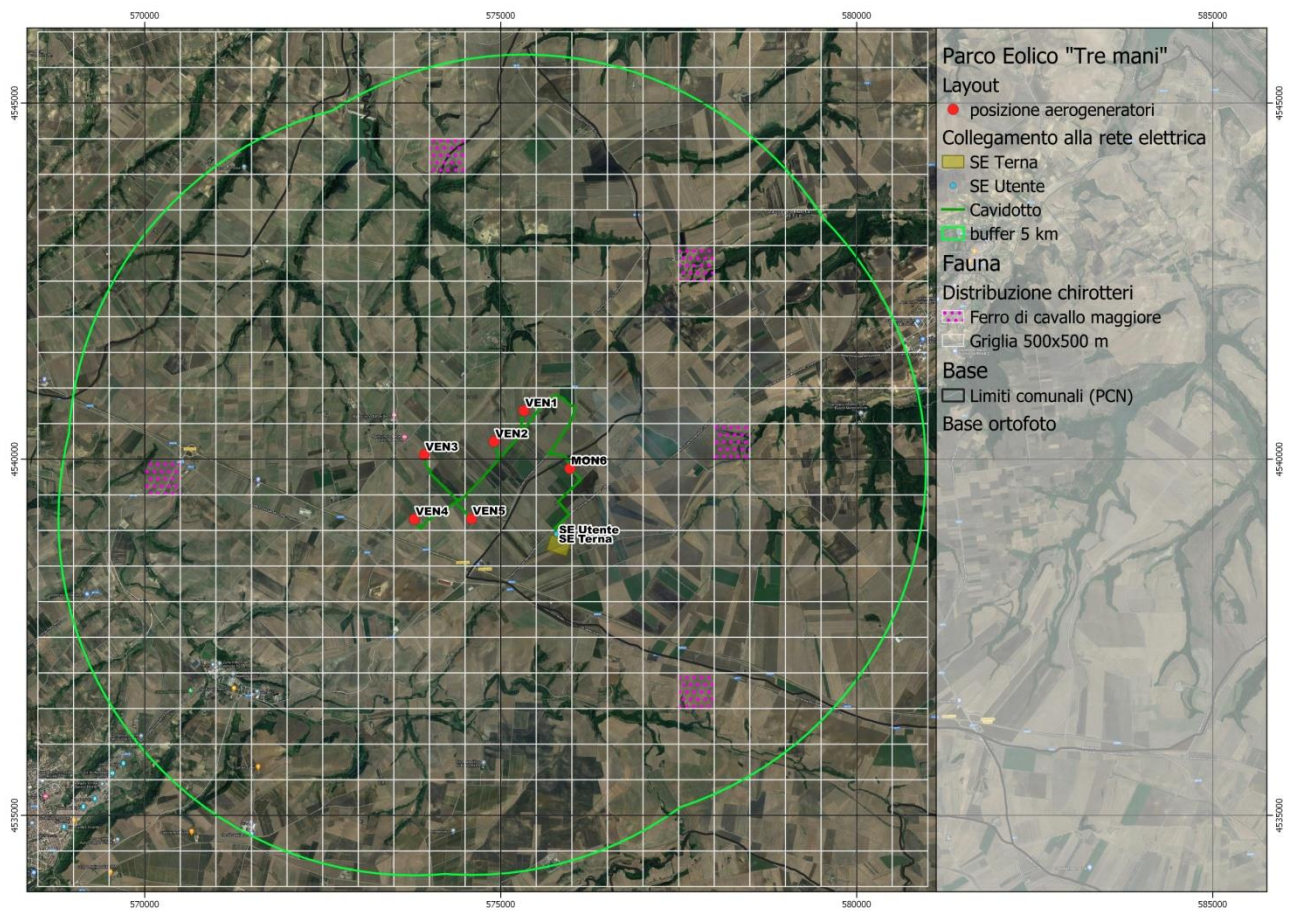 570000 575000 580000 585000
4545000 4545000
4540000 4540000
4535000 4535000
Parco Eolico "Tre mani"
Layout
posizione aerogeneratori
Collegamento alla rete elettrica
SE Terna
SE Utente
Cavidotto
buffer 5 km
Fauna
Distribuzione chirotteri
Ferro di cavallo maggiore
Griglia 500x500 m
Base
Limiti comunali (PCN)
Base ortofoto
VEN1
VEN2
VEN3
MON6
VEN4
VEN5
SE Utente
SE Terna
570000 575000 580000 585000